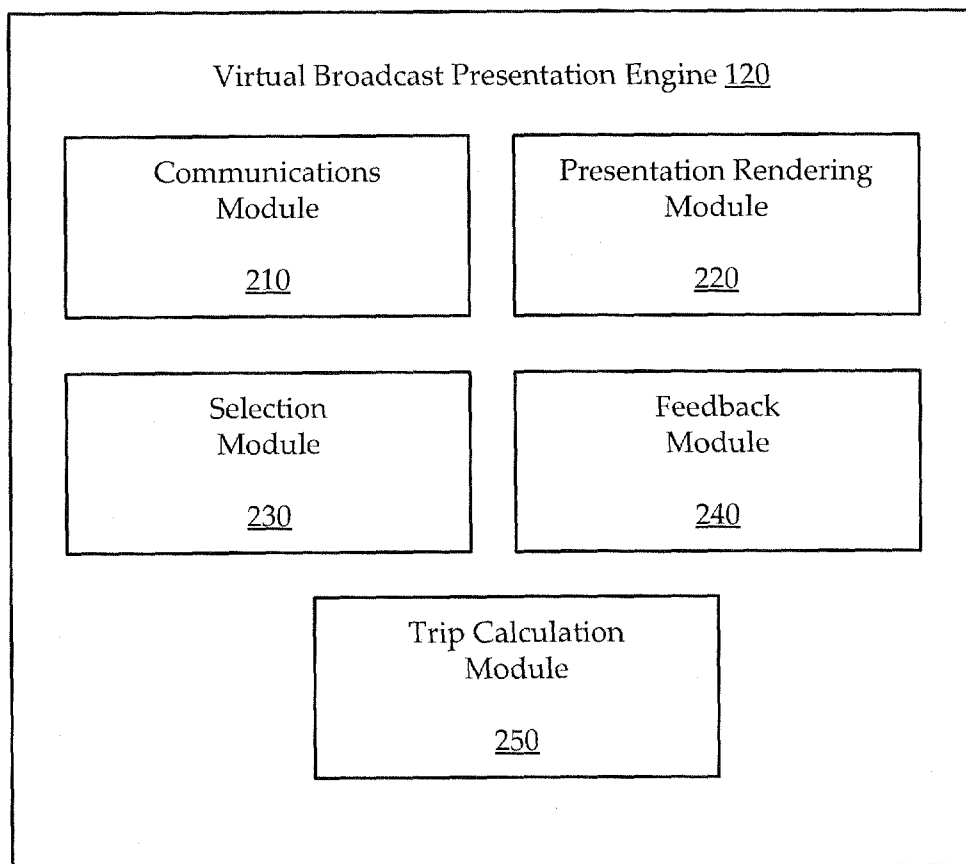 Virtual Broadcast Presentation Engine 120
Communications
Module
210
Presentation Rendering
Module
220
Selection
Module
230
Feedback
Module
240
Trip Calculation
Module
250